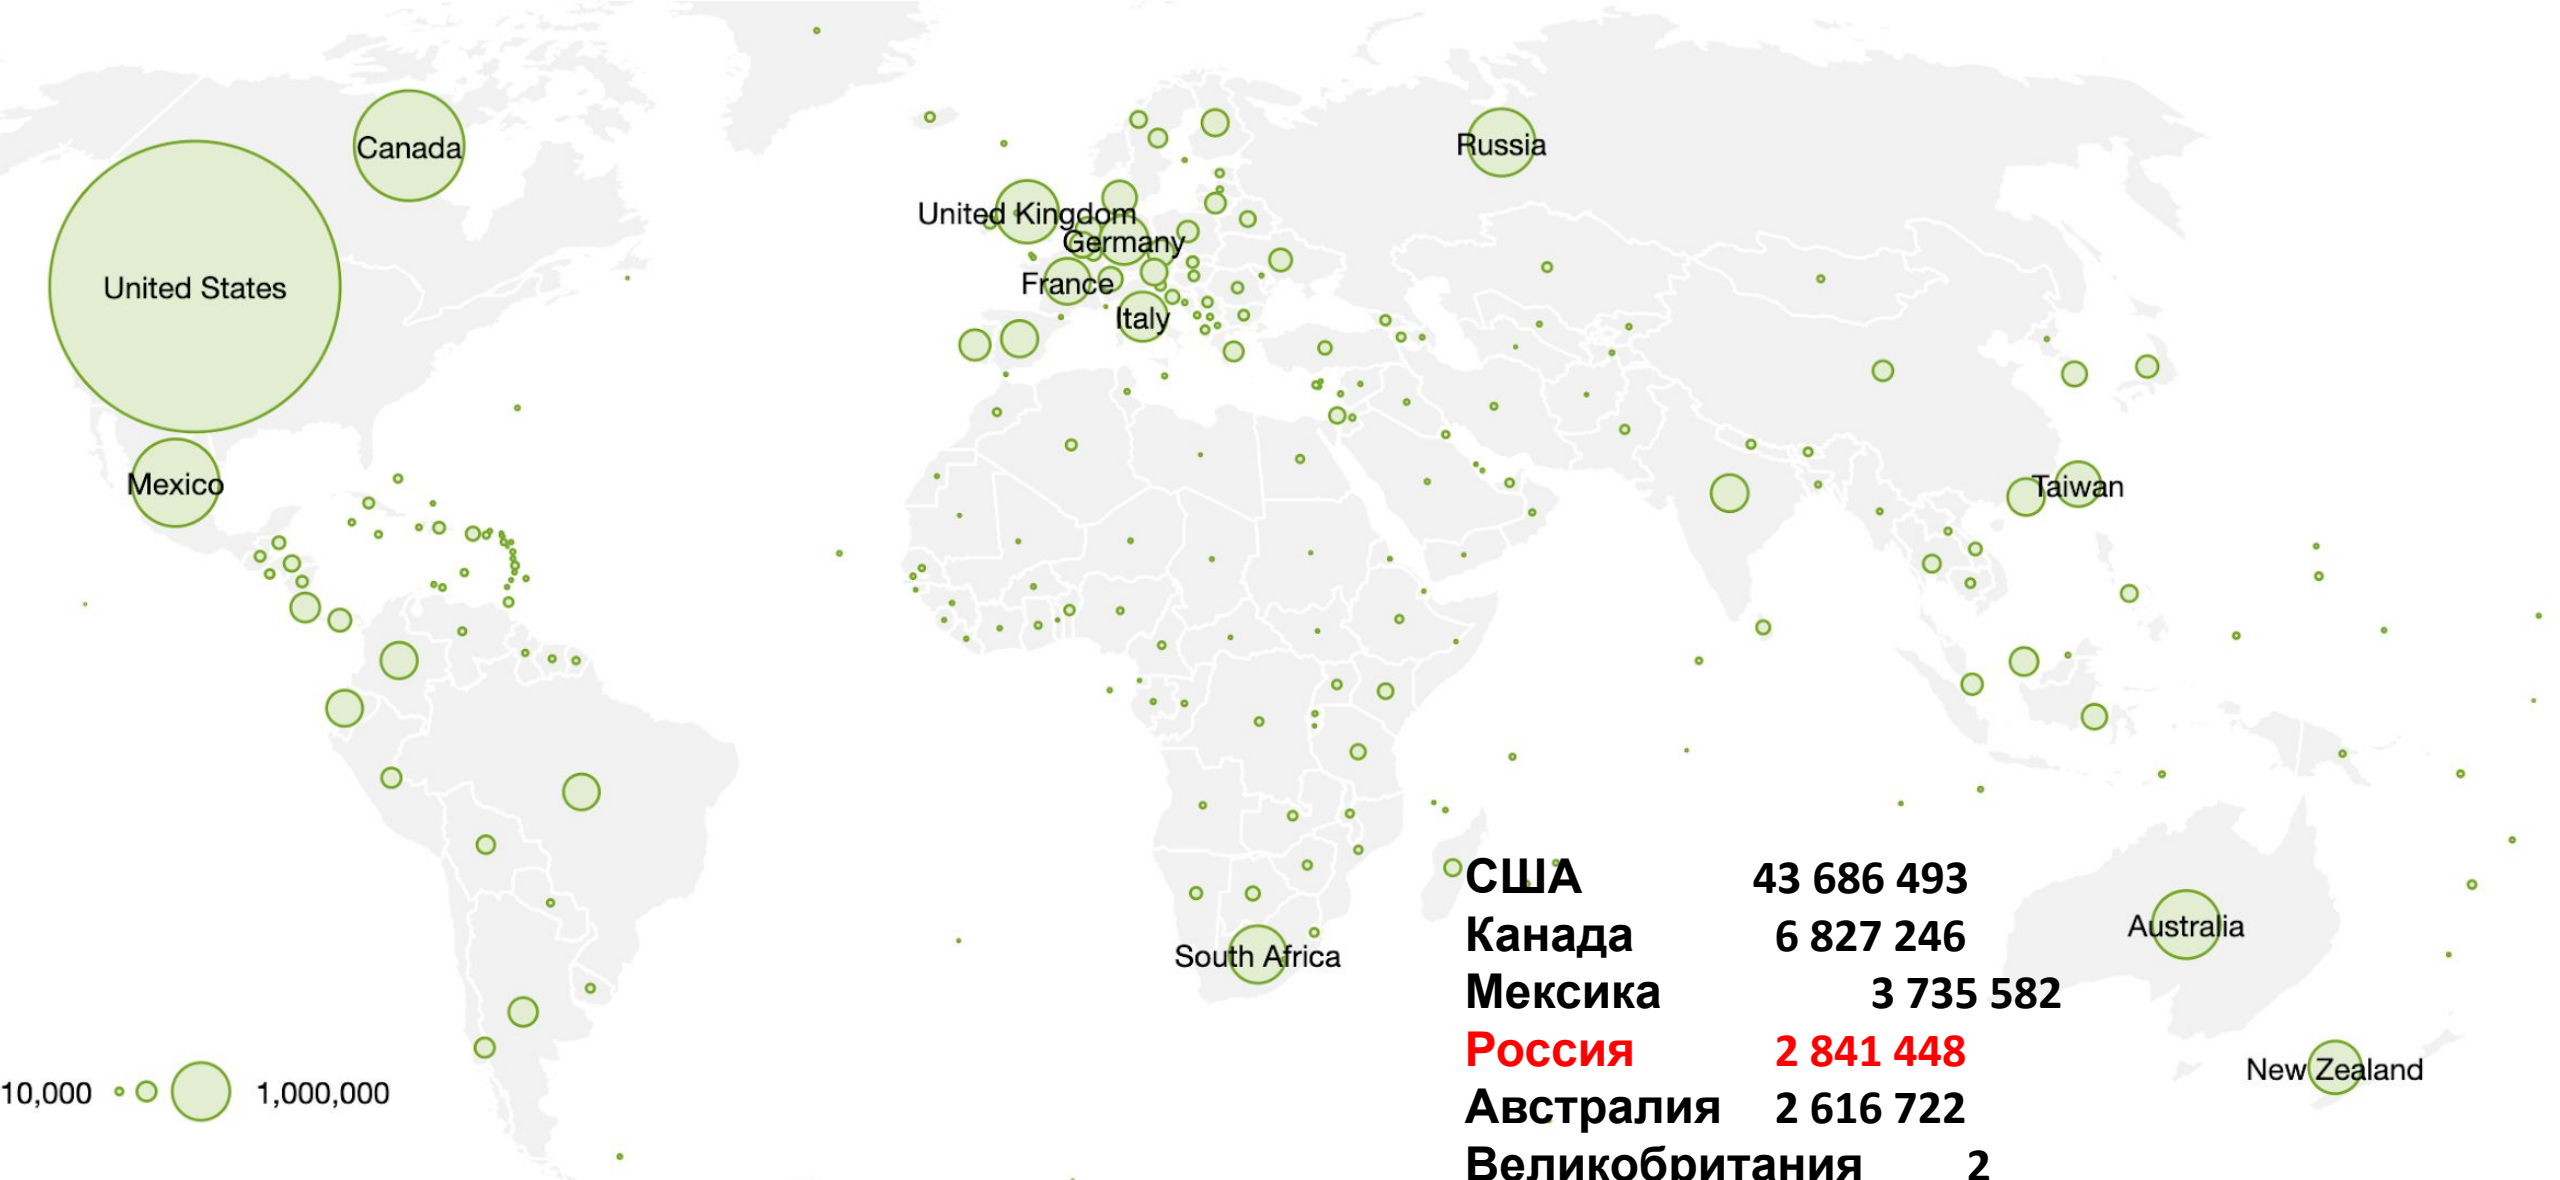 Canada
Russia
United Kingdom
Germany
United States
France
Italy
Mexico
Taiwan
США 43 686 493
Канада 6 827 246
Australia
South Africa
Мексика 3 735 582
Россия 2 841 448
New Zealand
10,000 1,000,000
Австралия 2 616 722
Великобритания 2